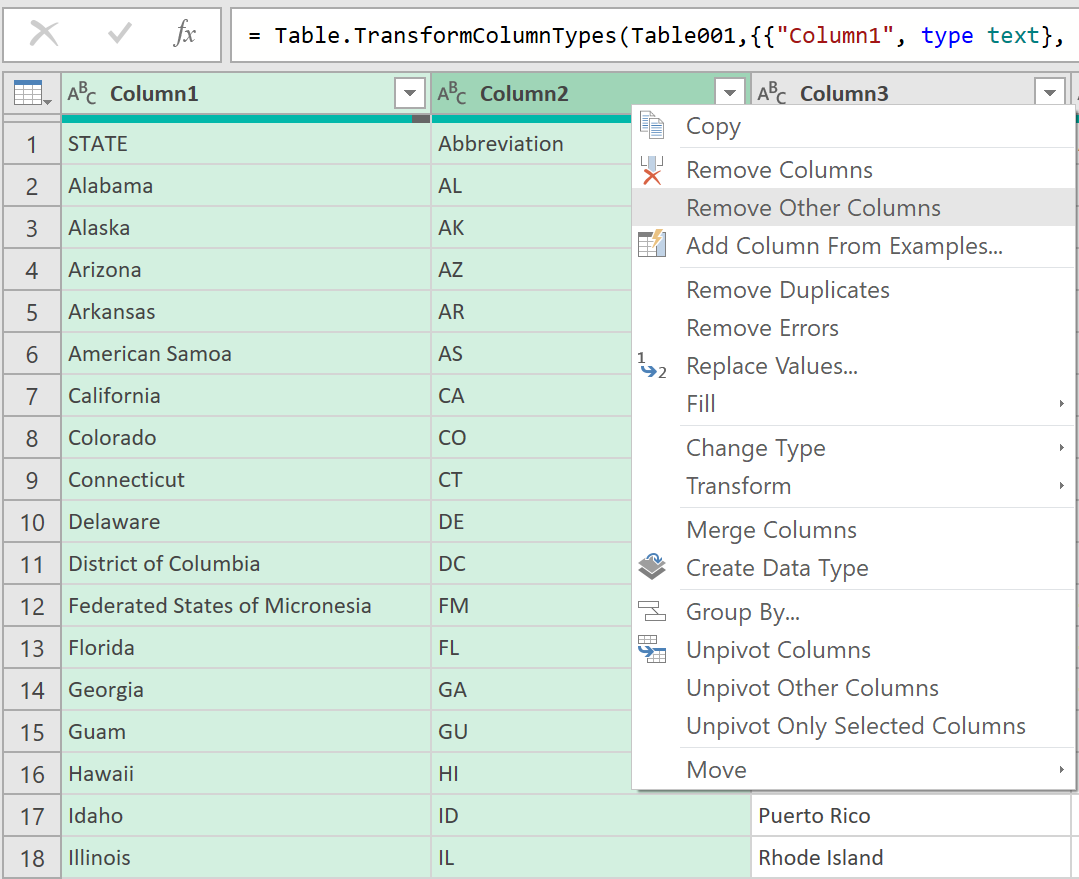 fx
= Table.TransformColumnTypes(Table001,{{"Column1", type text},
ABC Column1 ABC Column2 ABC Column3
1 STATE Abbreviation
2 Alabama AL
3 Alaska AK
4 Arizona AZ
5 Arkansas AR
6 American Samoa AS
7 California CA
8 Colorado CO
9 Connecticut CT
10 Delaware DE
11 District of Columbia DC
12 Federated States of Micronesia FM
13 Florida FL
14 Georgia GA
15 Guam GU
16 Hawaii HI
17 Idaho ID Puerto Rico
18 Illinois IL Rhode Island
Copy
Remove Columns
Remove Other Columns
Add Column From Examples...
Remove Duplicates
Remove Errors
1 2 Replace Values...
Fill
Change Type
Transform
Merge Columns
Create Data Type
Group By...
Unpivot Columns
Unpivot Other Columns
Unpivot Only Selected Columns
Move